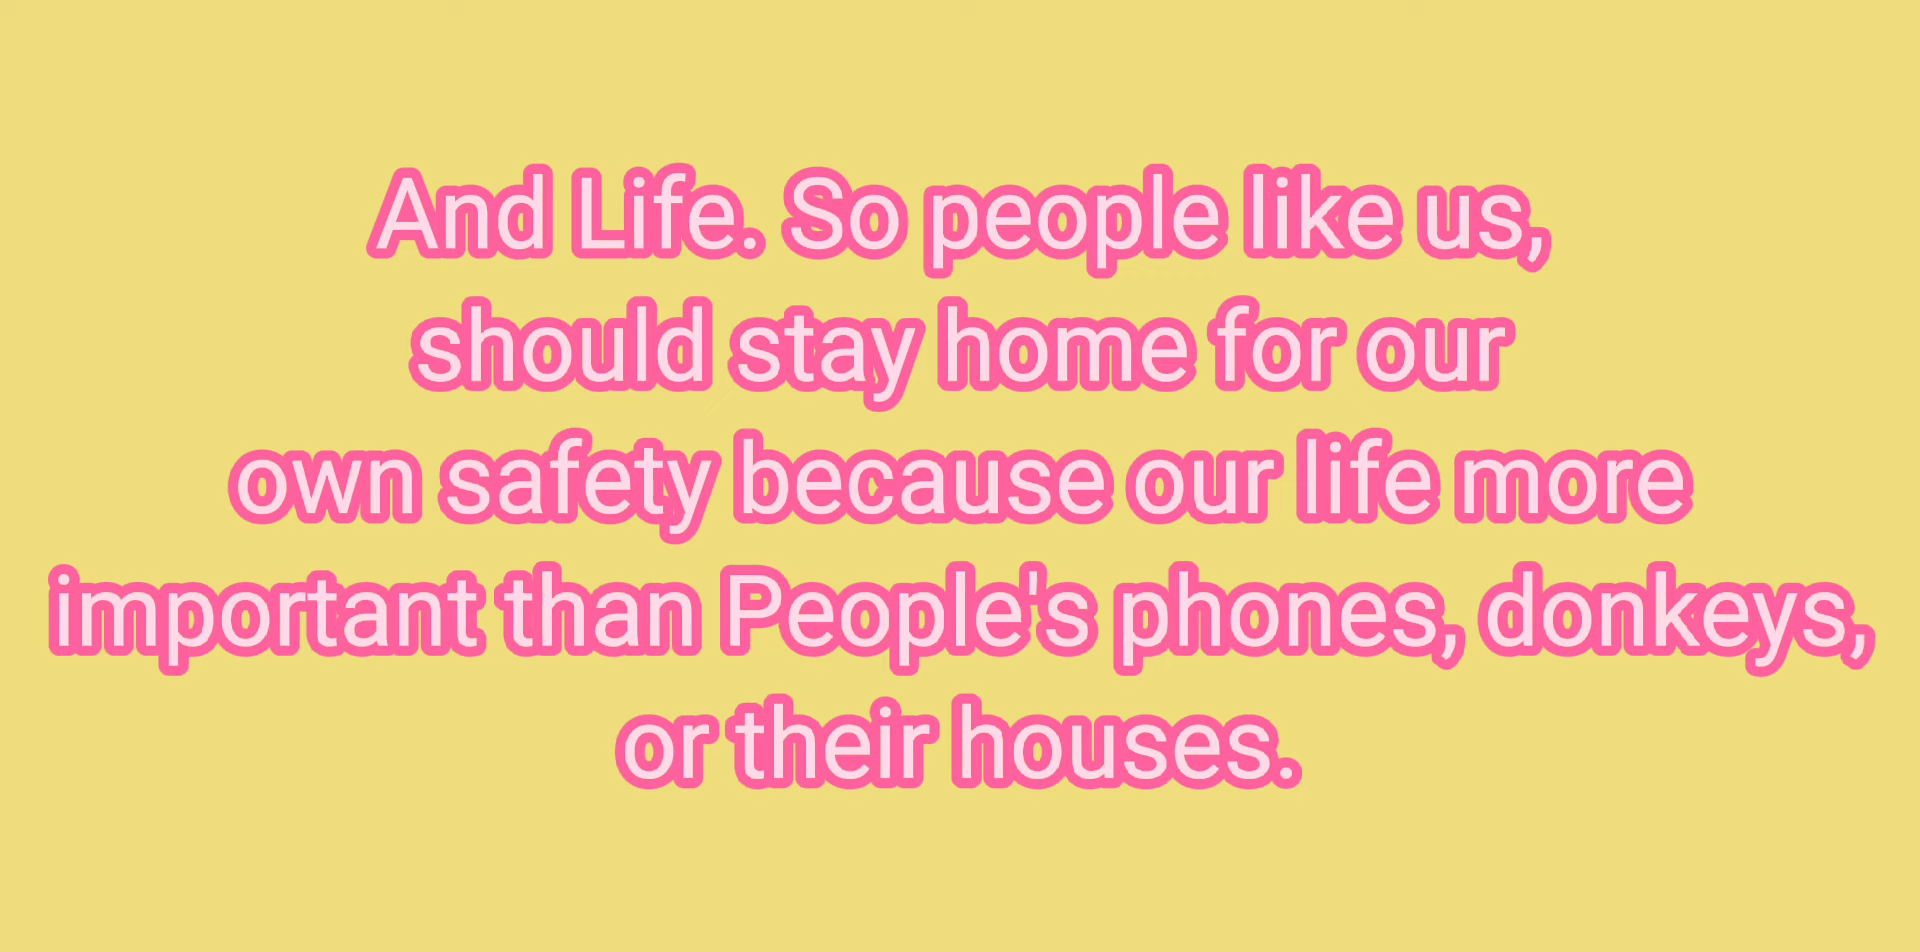 And Life. So people like us,
should stay home for our
own safety because our life more
important than People's phones, donkeys,
or their houses.